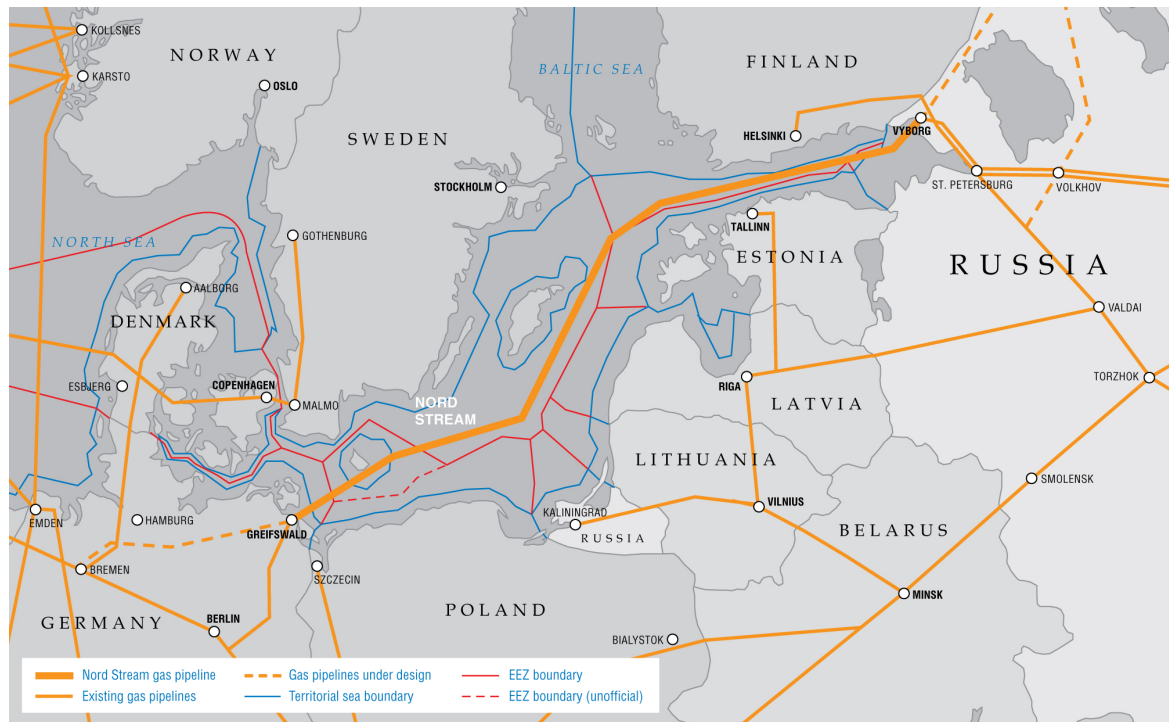 KOLLSNES
NORWAY
KARSTO
OSLO
BALTIC SEA
FINLAND
SWEDEN
HELSINKI
VYBORG
STOCKHOLM
ST. PETERSBURG
VOLKHOV
NORTH SEA
GOTHENBURG
TALLINN
ESTONIA
RUSSIA
AALBORG
DENMARK
VALDAI
ESBJERG
COPENHAGEN
MALMO
NORD
STREAM
RIGA
LATVIA
TORZHOK
LITHUANIA
SMOLENSK
EMDEN
HAMBURG
GREIFSWALD
KALININGRAD
RUSSIA
VILNIUS
BELARUS
BREMEN
SZCZECIN
MINSK
GERMANY
BERLIN
POLAND
BIALYSTOK
Nord Stream gas pipeline
Gas pipelines under design
EEZ boundary
Existing gas pipelines
Territorial sea boundary
EEZ boundary (unofficial)